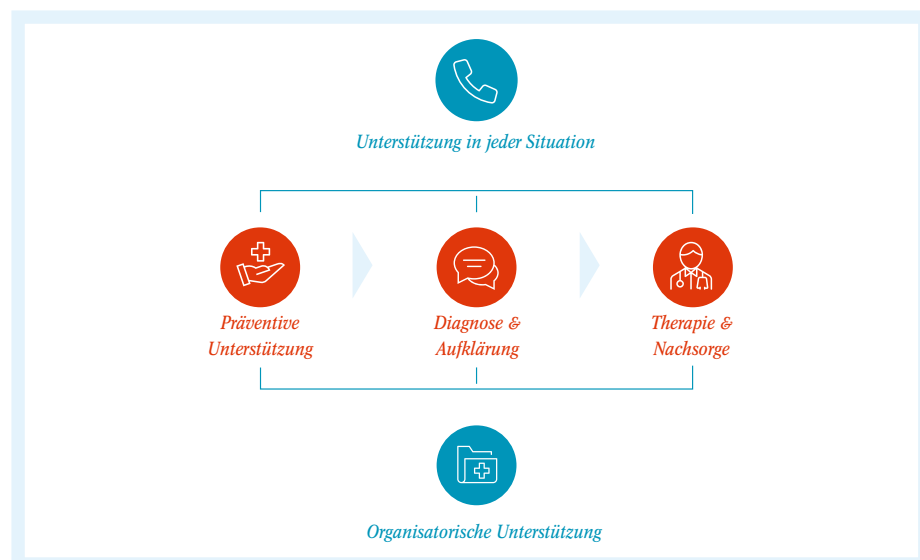 Unterstützung in jeder Situation
Präventive
Unterstützung
Diagnose &
Aufklärung
Therapie &
Nachsorge
Organisatorische Unterstützung